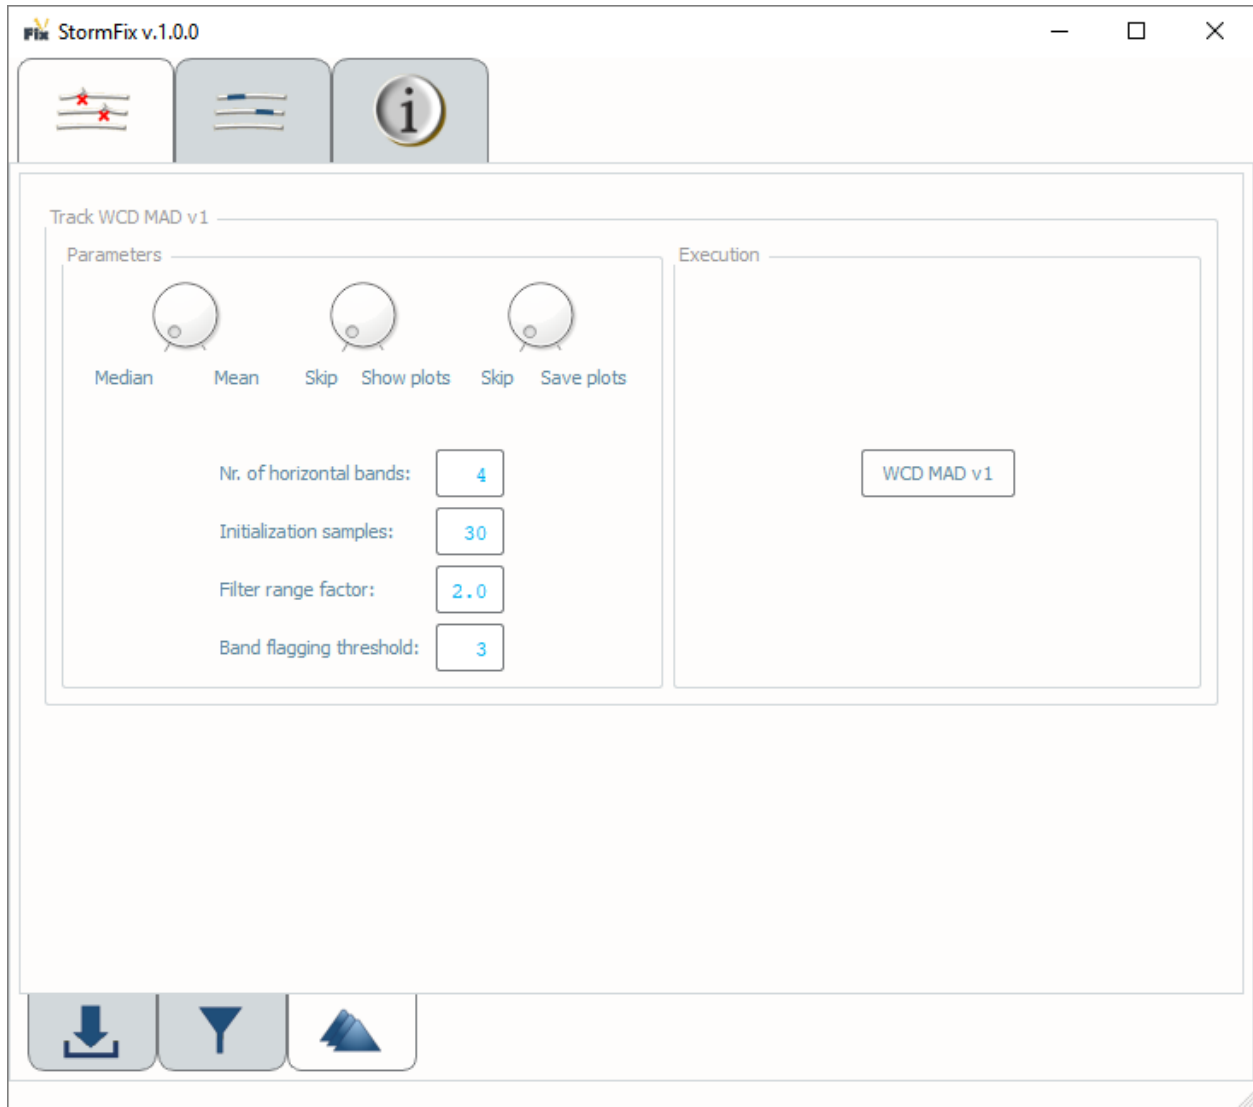 Fix StormFix v.1.0.0
i
Track WCD MAD v1
Parameters
Execution
Median Mean Skip Show plots Skip Save plots
Nr. of horizontal bands: 4
WCD MAD v1
Initialization samples: 30
Filter range factor: 2.0
Band flagging threshold: 3